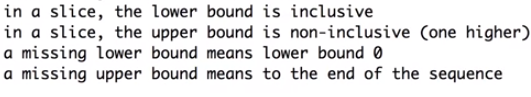 in a slice, the lower bound is inclusive
in a slice, the upper bound is non-inclusive (one higher)
a missing lower bound means lower bound 0
a missing upper bound means to the end of the sequence